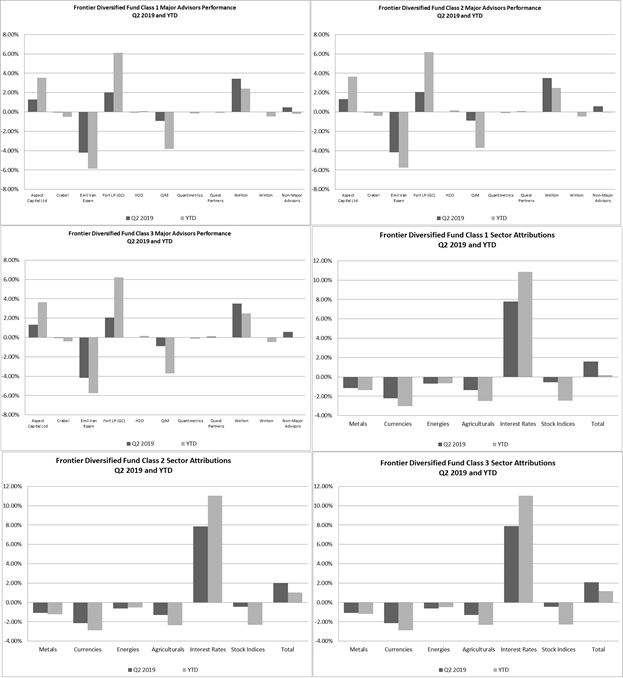 Frontier Diversified Fund Class 1 Major Advisors Performance
Q2 2019 and YTD
8.00%
6.00%
4.00%
2.00%
0.00%
-2.00%
-4.00%
-6.00%
-8.00%
Aspect Capital Ltd
Crabel
Emil Van Essen
Fort LP (GC)
H2O
QIM
Quantmetrics
Quest Partners
Welton
Winton
Non-Major Advisors
Q2 2019
YTD
Frontier Diversified Fund Class 2 Major Advisors Performance
Q2 2019 and YTD
8.00%
6.00%
4.00%
2.00%
0.00%
-2.00%
-4.00%
-6.00%
-8.00%
Aspect Capital Ltd
Crabel
Emil Van Essen
Fort LP (GC)
H2O
QIM
Quantmetrics
Quest Partners
Welton
Winton
Non-Major Advisors
Q2 2019
YTD
Frontier Diversified Fund Class 3 Major Advisors Performance
Q2 2019 and YTD
8.00%
6.00%
4.00%
2.00%
0.00%
-2.00%
-4.00%
-6.00%
-8.00%
Aspect Capital Ltd
Crabel
Emil Van Essen
Fort LP (GC)
H2O
QIM
Quantmetrics
Quest Partners
Welton
Winton
Non-Major Advisors
Q2 2019
YTD
Frontier Diversified Fund Class 1 Sector Attributions
Q2 2019 and YTD
12.00%
10.00%
8.00%
6.00%
4.00%
2.00%
0.00%
-2.00%
-4.00%
Metals
Currencies
Energies
Agriculturals
Interest Rates
Stock Indices
Total
Q2 2019
YTD
Frontier Diversified Fund Class 2 Sector Attributions
Q2 2019 and YTD
12.00%
10.00%
8.00%
6.00%
4.00%
2.00%
0.00%
-2.00%
-4.00%
Metals
Currencies
Energies
Agriculturals
Interest Rates
Stock Indices
Total
Q2 2019
YTD
Frontier Diversified Fund Class 3 Sector Attributions
Q2 2019 and YTD
12.00%
10.00%
8.00%
6.00%
4.00%
2.00%
0.00%
-2.00%
-4.00%
Metals
Currencies
Energies
Agriculturals
Interest Rates
Stock Indices
Total
Q2 2019
YTD